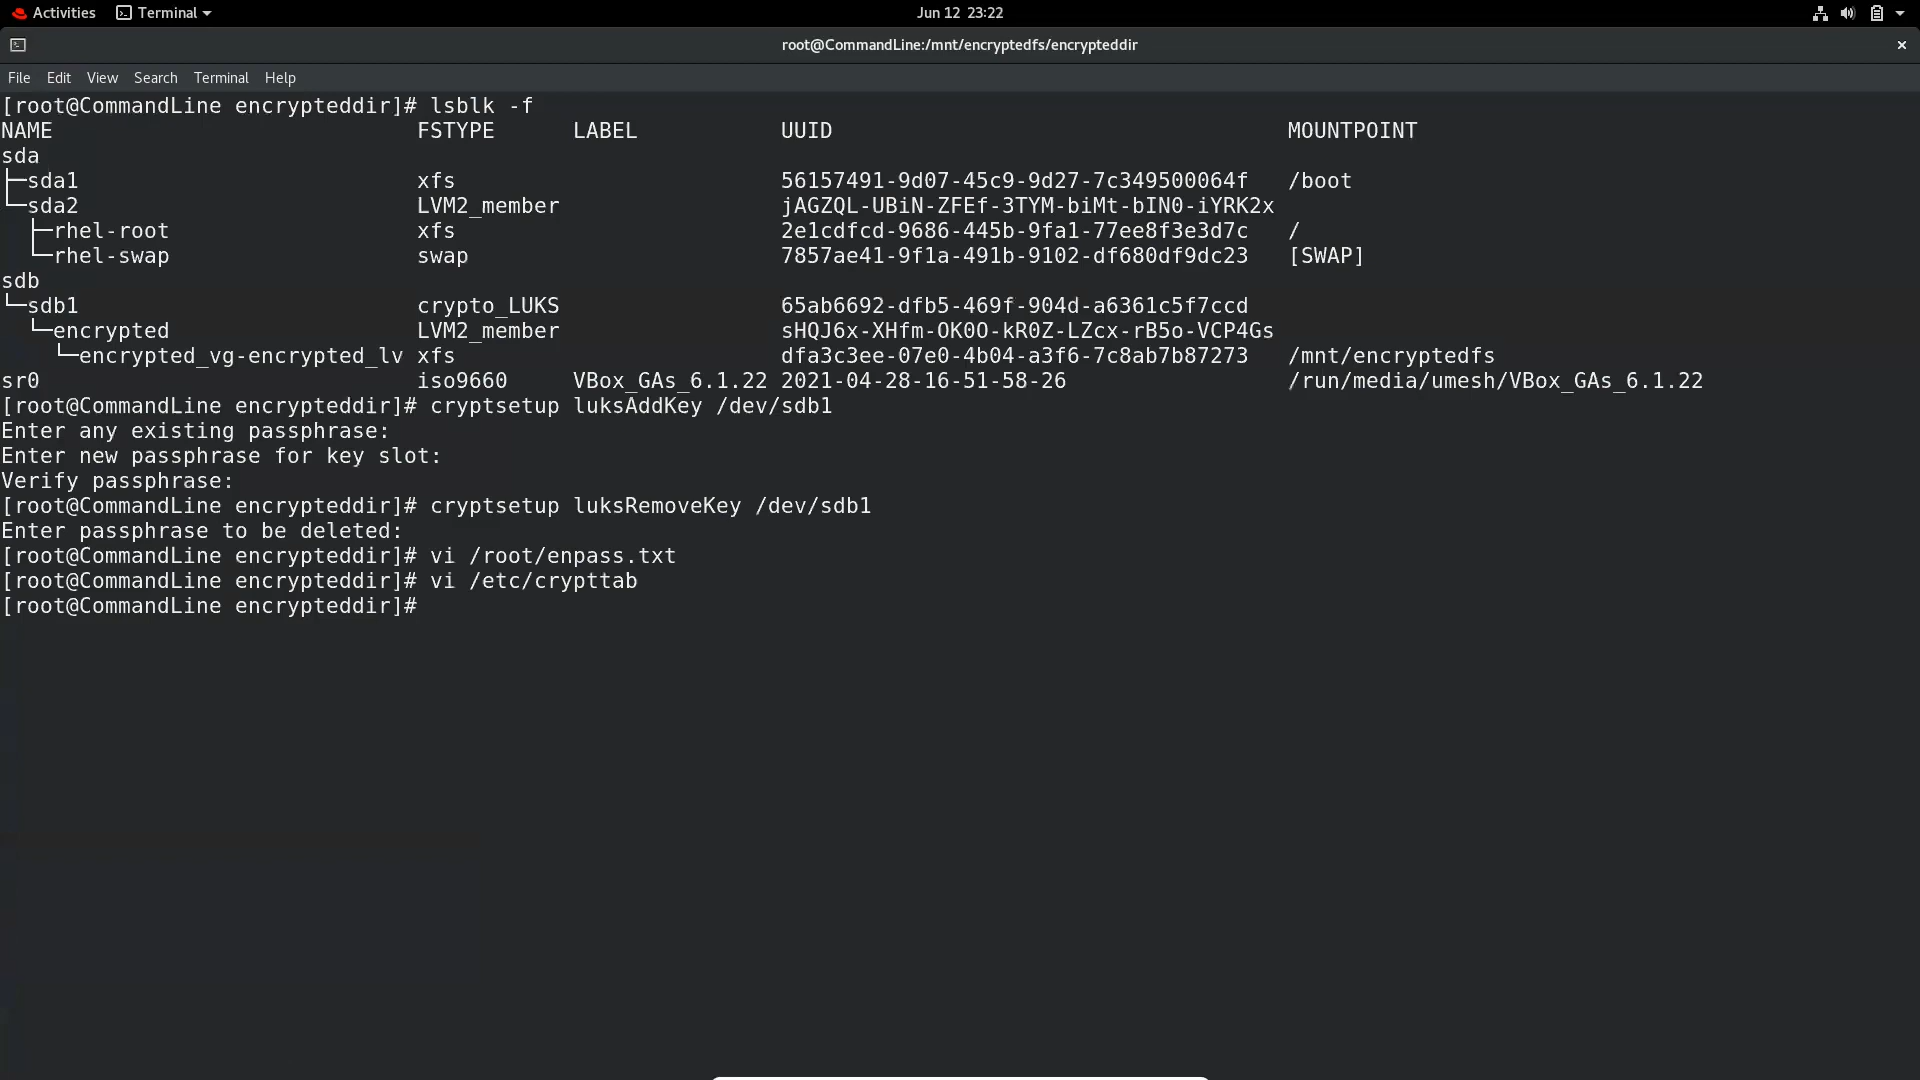 Activities Terminal Jun 12 23:22
root@CommandLine:/mnt/encryptedfs/encrypteddir
File Edit View Search Terminal Help
[root@CommandLine encrypteddir]# lsblk -f
NAME FSTYPE LABEL UUID MOUNTPOINT
sda
├─sda1 xfs 56157491-9d07-45c9-9d27-7c349500064f /boot
└─sda2 LVM2_member jAGZQL-UBiN-ZFEf-3TYM-biMt-bIN0-iYRK2x
├─rhel-root xfs 2e1cdfcd-9686-445b-9fa1-77ee8f3e3d7c /
└─rhel-swap swap 7857ae41-9f1a-491b-9102-df680df9dc23 [SWAP]
sdb
└─sdb1 crypto_LUKS 65ab6692-dfb5-469f-904d-a6361c5f7ccd
└─encrypted LVM2_member sHQJ6x-XHfm-OK0O-kR0Z-LZcx-rB5o-VCP4Gs
└─encrypted_vg-encrypted_lv xfs dfa3c3ee-07e0-4b04-a3f6-7c8ab7b87273 /mnt/encryptedfs
sr0 iso9660 VBox_GAs_6.1.22 2021-04-28-16-51-58-26 /run/media/umesh/VBox_GAs_6.1.22
[root@CommandLine encrypteddir]# cryptsetup luksAddKey /dev/sdb1
Enter any existing passphrase:
Enter new passphrase for key slot:
Verify passphrase:
[root@CommandLine encrypteddir]# cryptsetup luksRemoveKey /dev/sdb1
Enter passphrase to be deleted:
[root@CommandLine encrypteddir]# vi /root/enpass.txt
[root@CommandLine encrypteddir]# vi /etc/crypttab
[root@CommandLine encrypteddir]#